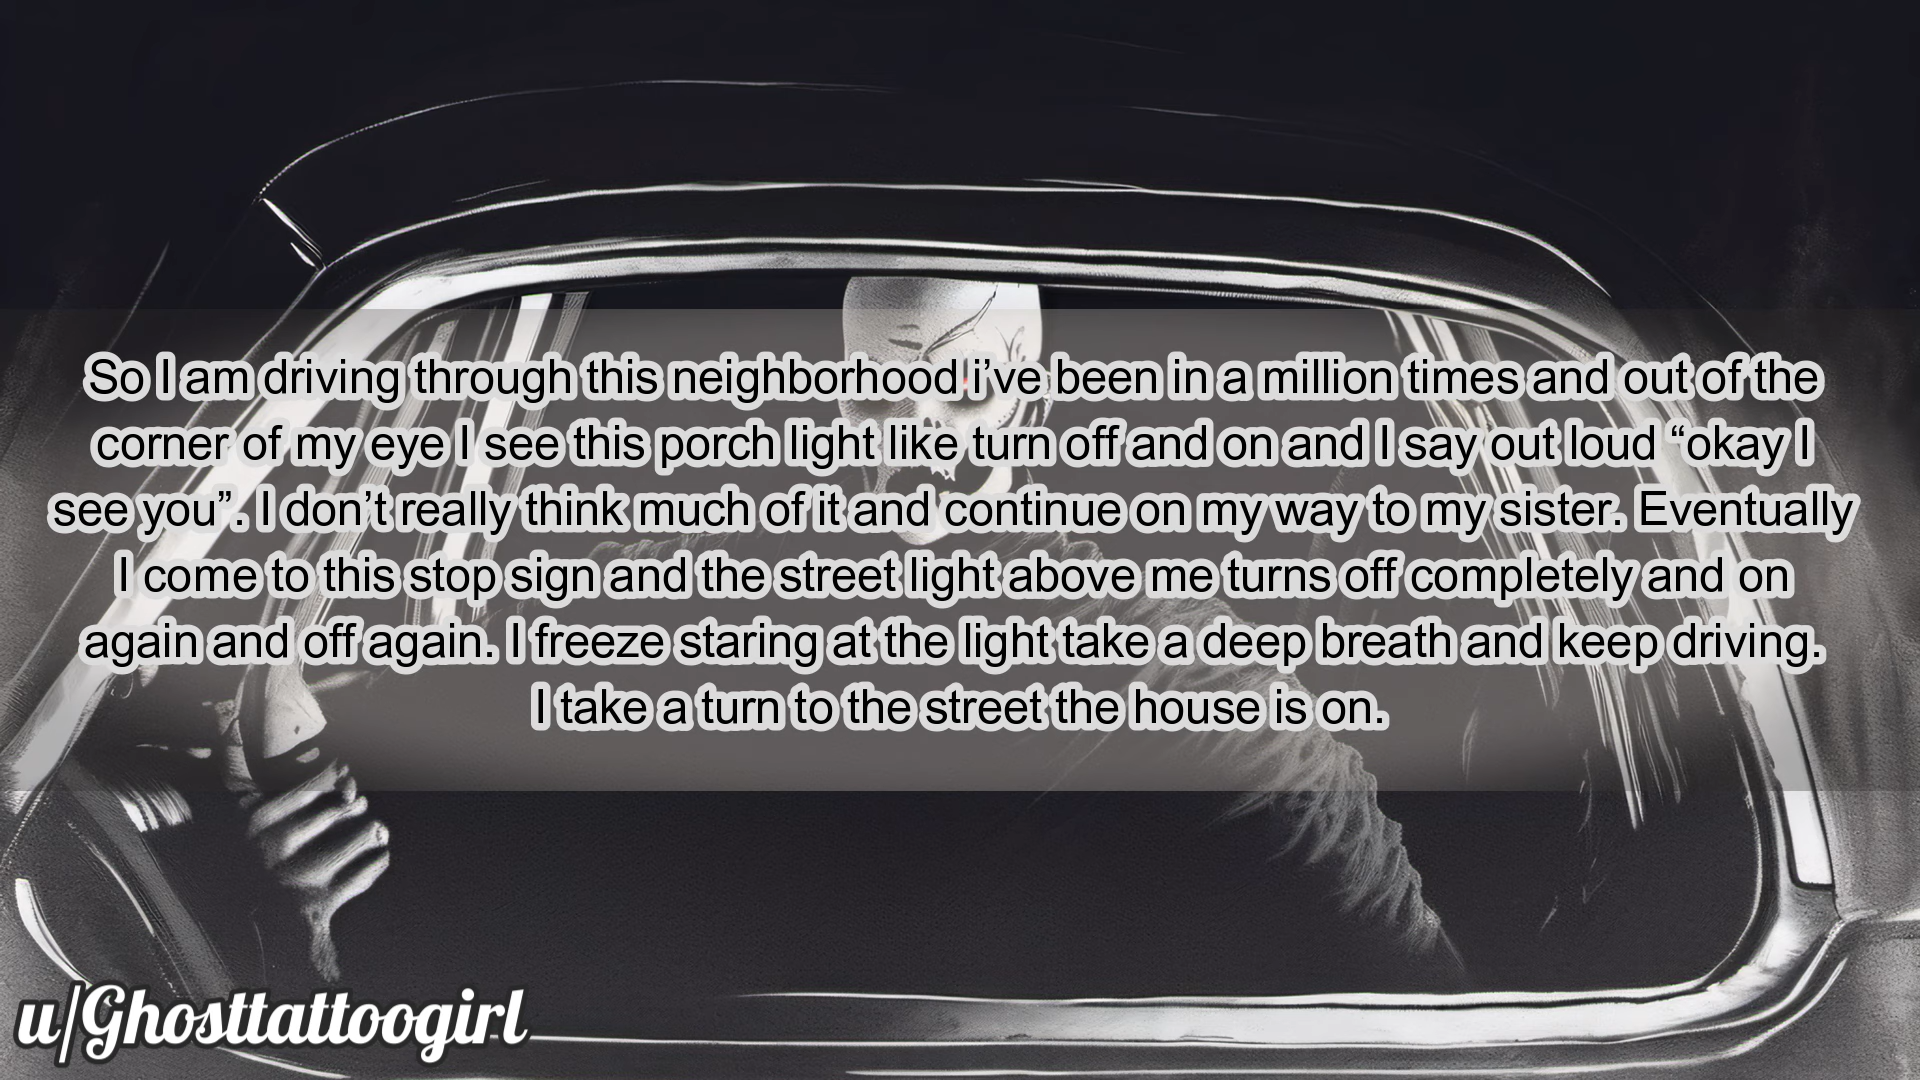 So I am driving through this neighborhood i’ve been in a million times and out of the
corner of my eye I see this porch light like turn off and on and I say out loud “okay I
see you”. I don’t really think much of it and continue on my way to my sister. Eventually
I come to this stop sign and the street light above me turns off completely and on
again and off again. I freeze staring at the light take a deep breath and keep driving.
I take a turn to the street the house is on.
u/Ghosttattoogirl